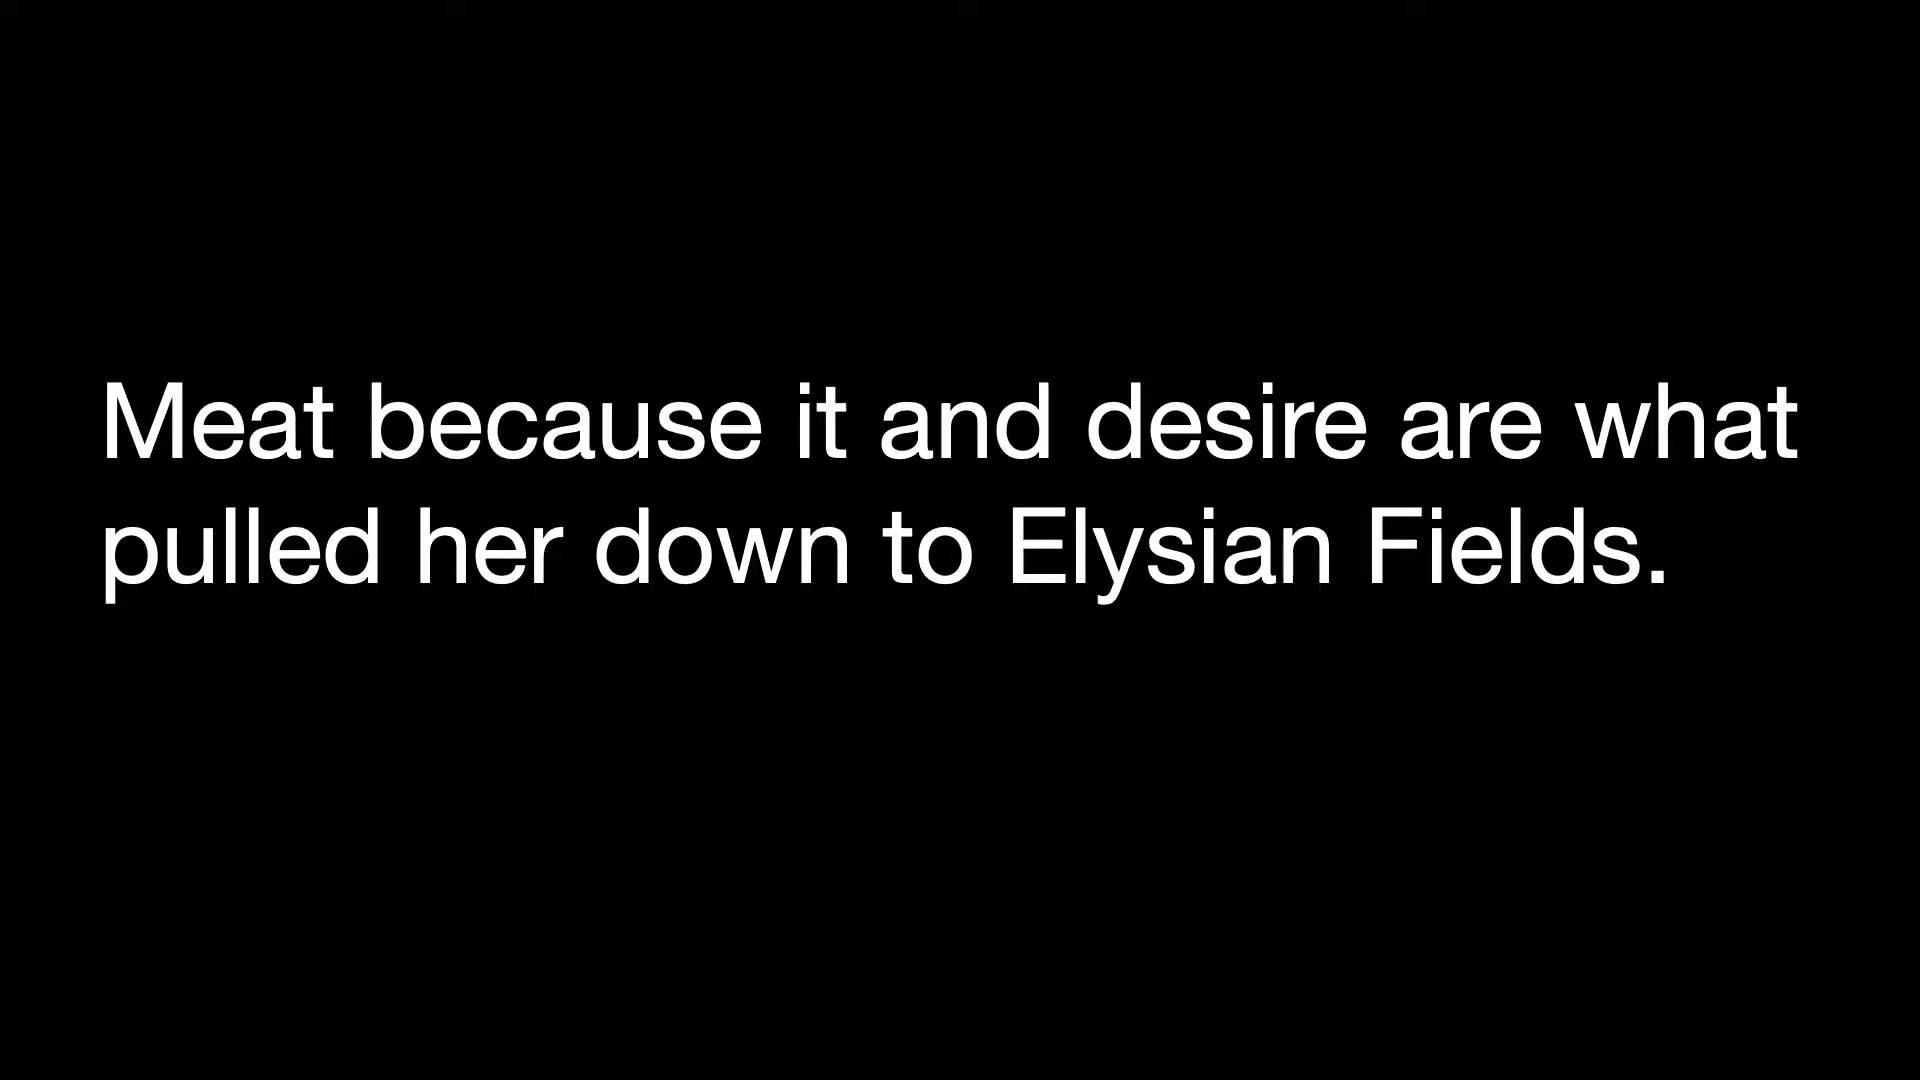 Meat because it and desire are what
pulled her down to Elysian Fields.